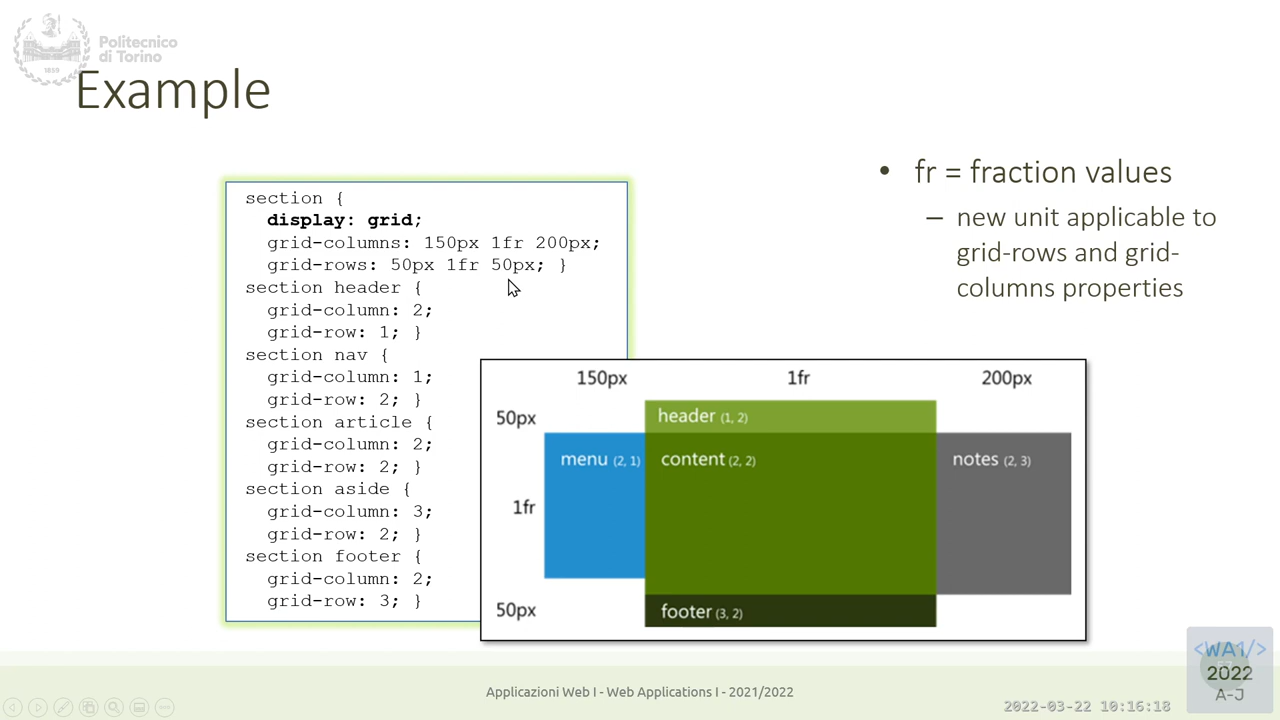 Politecnico
di Torino
1859
Example
section {
display: grid;
grid-columns: 150px 1fr 200px;
grid-rows: 50px 1fr 50px; }
section header {
grid-column: 2;
grid-row: 1; }
section nav {
grid-column: 1;
grid-row: 2; }
section article {
grid-column: 2;
grid-row: 2; }
section aside {
grid-column: 3;
grid-row: 2; }
section footer {
grid-column: 2;
grid-row: 3; }
• fr = fraction values
– new unit applicable to
grid-rows and grid-
columns properties
150px 1fr 200px
50px header (1, 2)
menu (2, 1) content (2, 2) notes (2, 3)
1fr
50px footer (3, 2)
Applicazioni Web I - Web Applications I - 2021/2022
2022-03-22 10:16:18
<WA1/>
2022
A-J